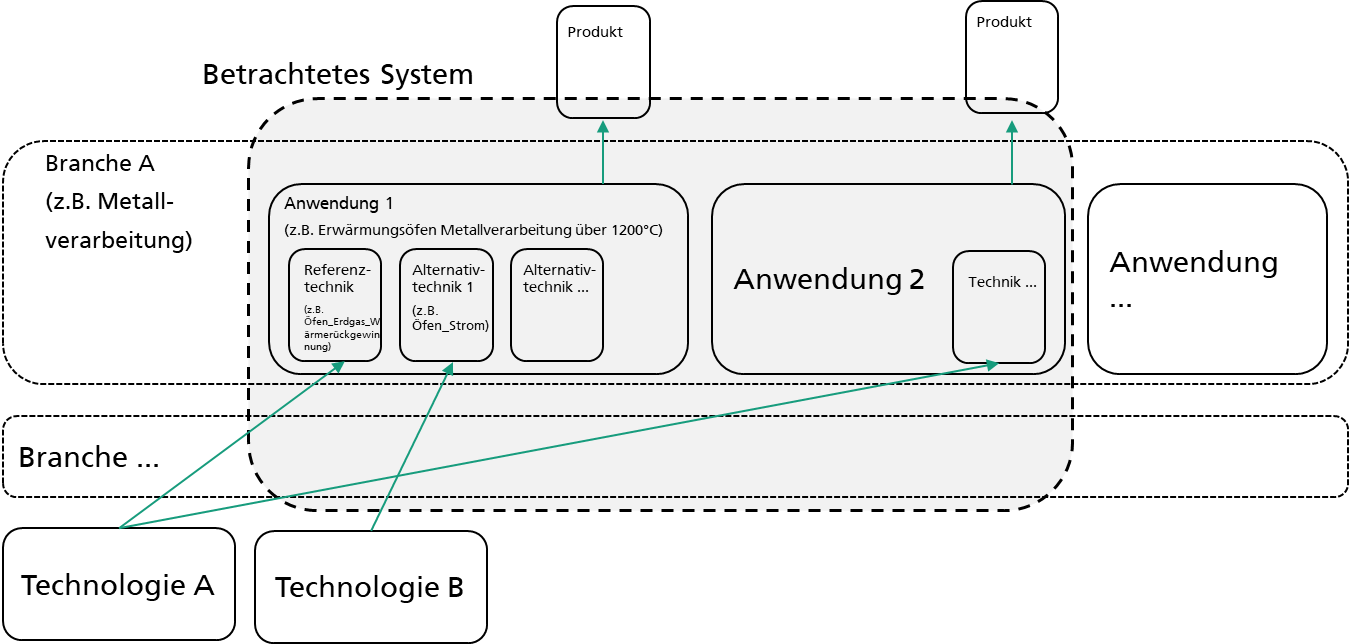 Produkt
Produkt
Betrachtetes System
Branche A
(z.B. Metall-
verarbeitung)
Anwendung 1
(z.B. Erwärmungsöfen Metallverarbeitung über 1200°C)
Referenz-
technik
(z.B.
Öfen_Erdgas_W
ärmerückgewin
nung)
Alternativ-
technik 1
(z.B.
Öfen_Strom)
Alternativ-
technik ...
Anwendung 2
Technik ...
Anwendung
...
Branche ...
Technologie A
Technologie B